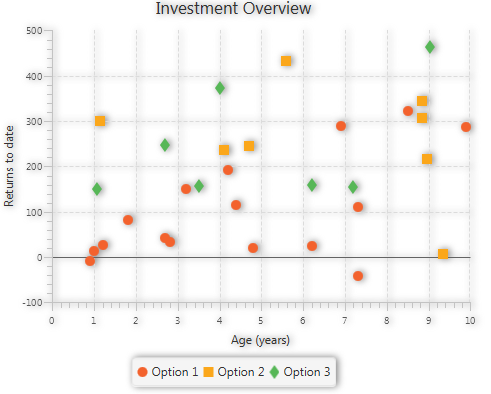 Investment Overview
500
400
300
200
100
0
-100
Returns to date
0 1 2 3 4 5 6 7 8 9 10
Age (years)
Option 1 Option 2 Option 3